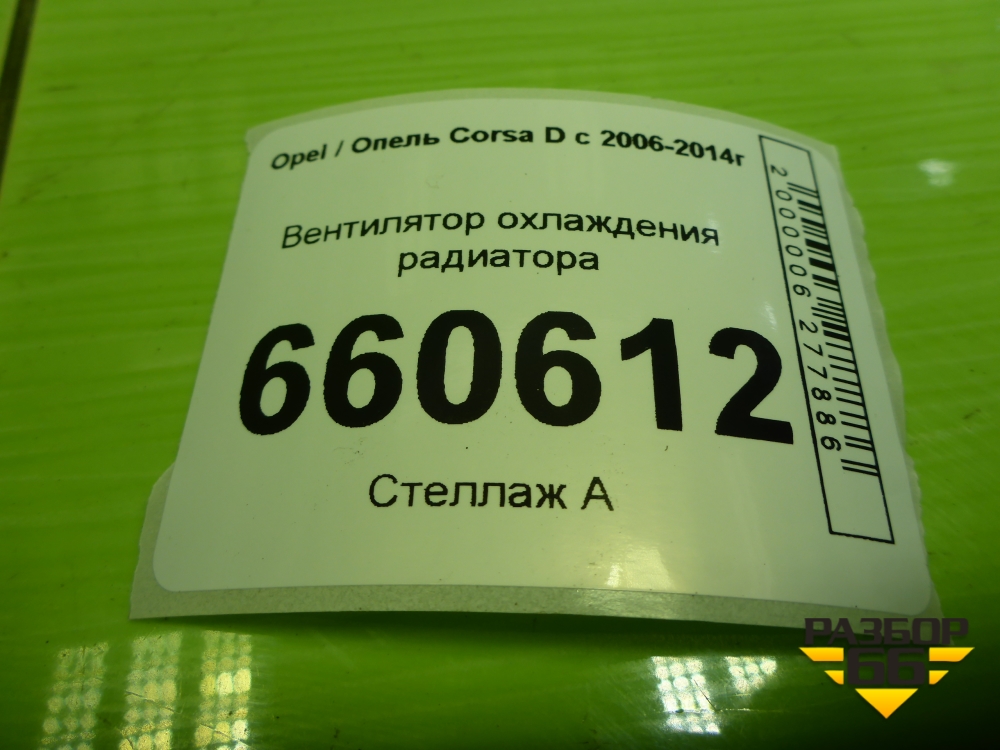 Opel / Опель Corsa D с 2006-2014г
Вентилятор охлаждения
радиатора
660612
Стеллаж А
2000006277886
РАЗБОР
66